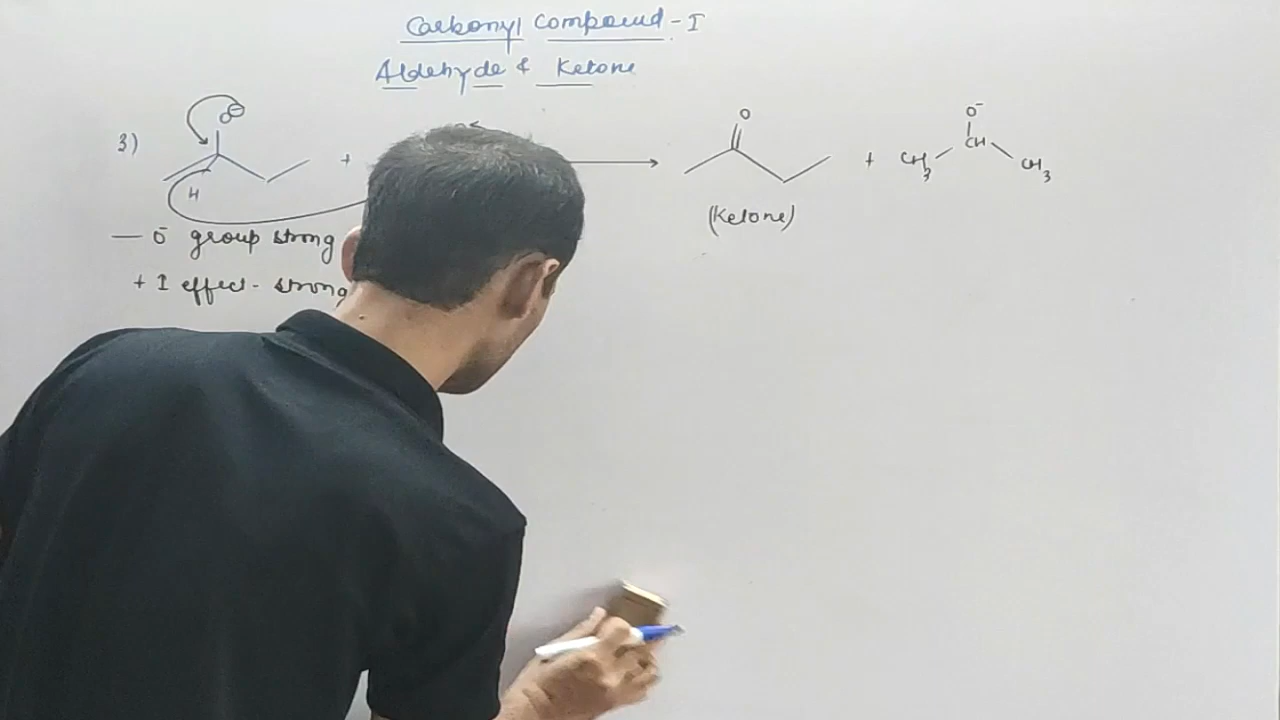 Carbonyl Compound - I
Aldehyde & Ketone
3)
O⊖
H
+
O
+
O⁻
CH₃ CH CH₃
(Ketone)
— O⁻ group strong
+ I effect - strong